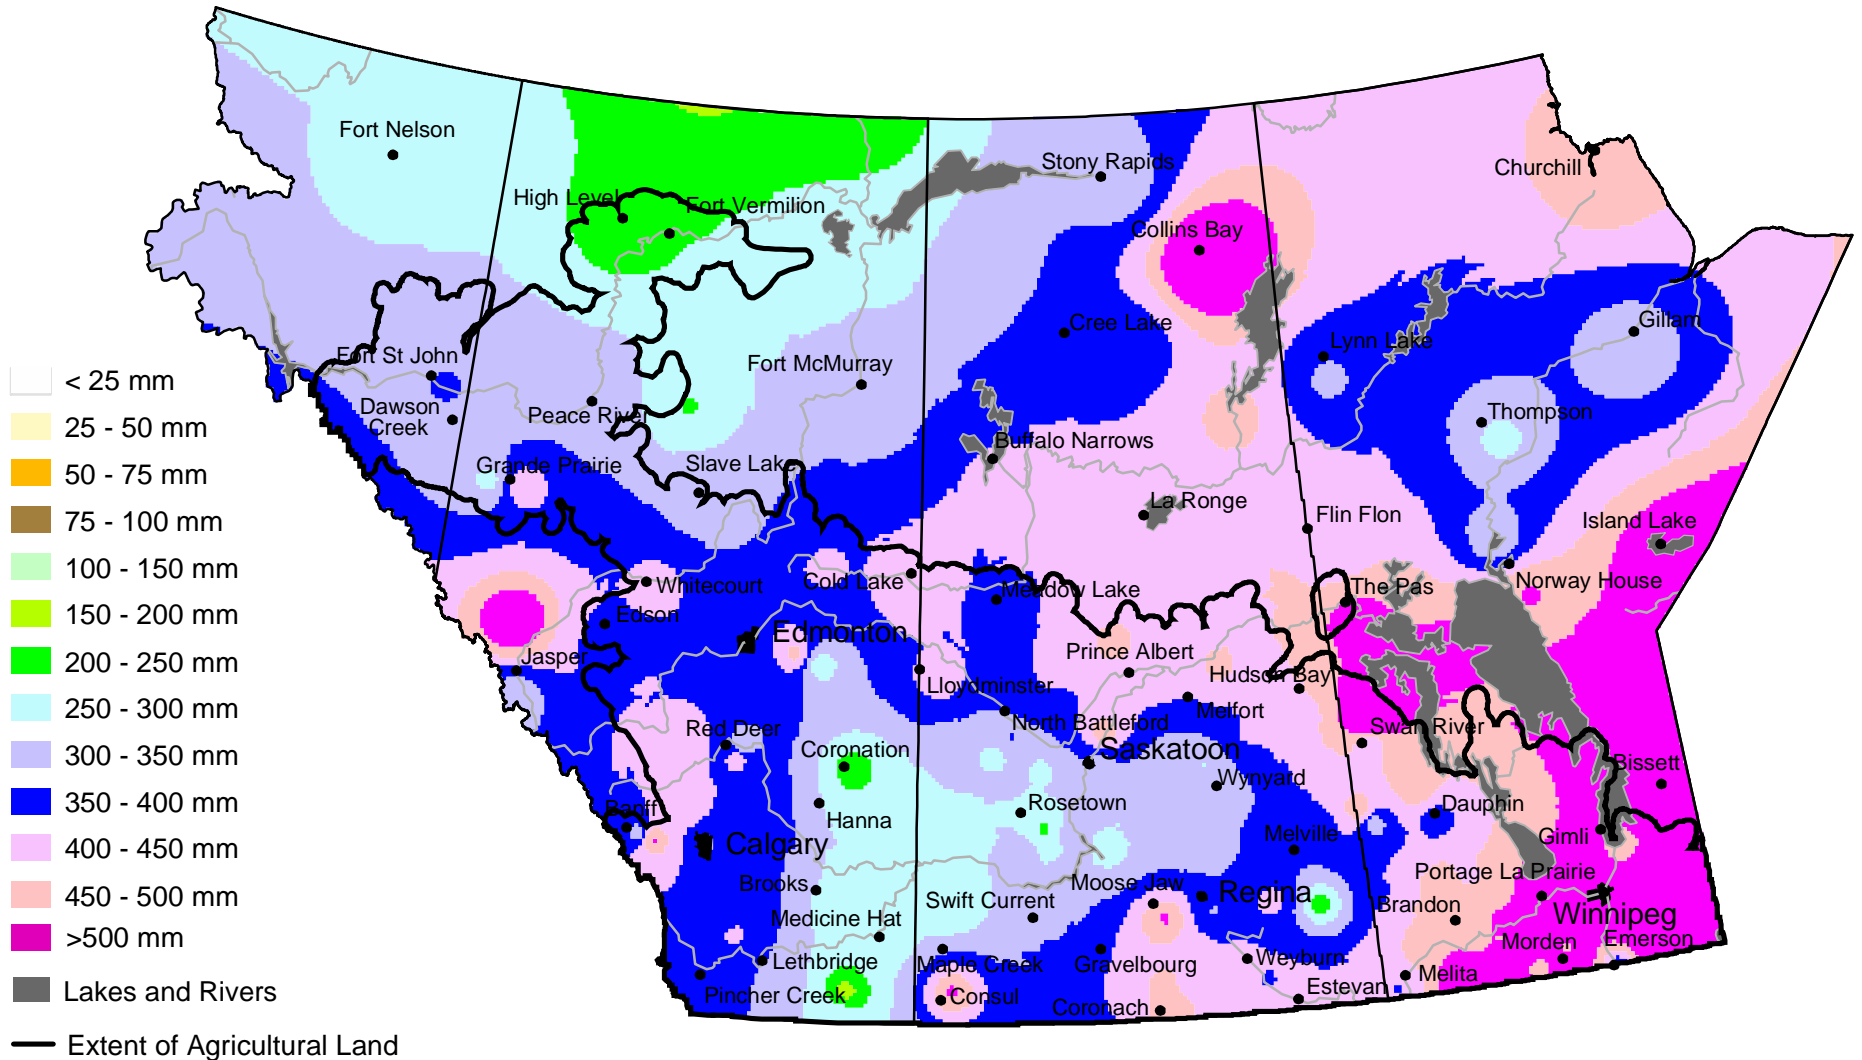 Fort Nelson
Stony Rapids
Churchill
High Level
Fort Vermilion
Collins Bay
Cree Lake
Gillam
Lynn Lake
Fort St John
Fort McMurray
Dawson
Creek
Peace River
Thompson
Buffalo Narrows
Grande Prairie
Slave Lake
La Ronge
Flin Flon
Island Lake
Whitecourt
Cold Lake
Meadow Lake
The Pas
Norway House
Edson
Edmonton
Jasper
Prince Albert
Hudson Bay
Lloydminster
Melfort
North Battleford
Red Deer
Swan River
Coronation
Saskatoon
Bissett
Wynyard
Banff
Hanna
Rosetown
Dauphin
Calgary
Melville
Gimli
Brooks
Moose Jaw
Regina
Portage La Prairie
Swift Current
Brandon
Winnipeg
Medicine Hat
Morden
Emerson
Lethbridge
Maple Creek
Gravelbourg
Weyburn
Melita
Pincher Creek
Consul
Coronach
Estevan
< 25 mm
25 - 50 mm
50 - 75 mm
75 - 100 mm
100 - 150 mm
150 - 200 mm
200 - 250 mm
250 - 300 mm
300 - 350 mm
350 - 400 mm
400 - 450 mm
450 - 500 mm
>500 mm
Lakes and Rivers
Extent of Agricultural Land